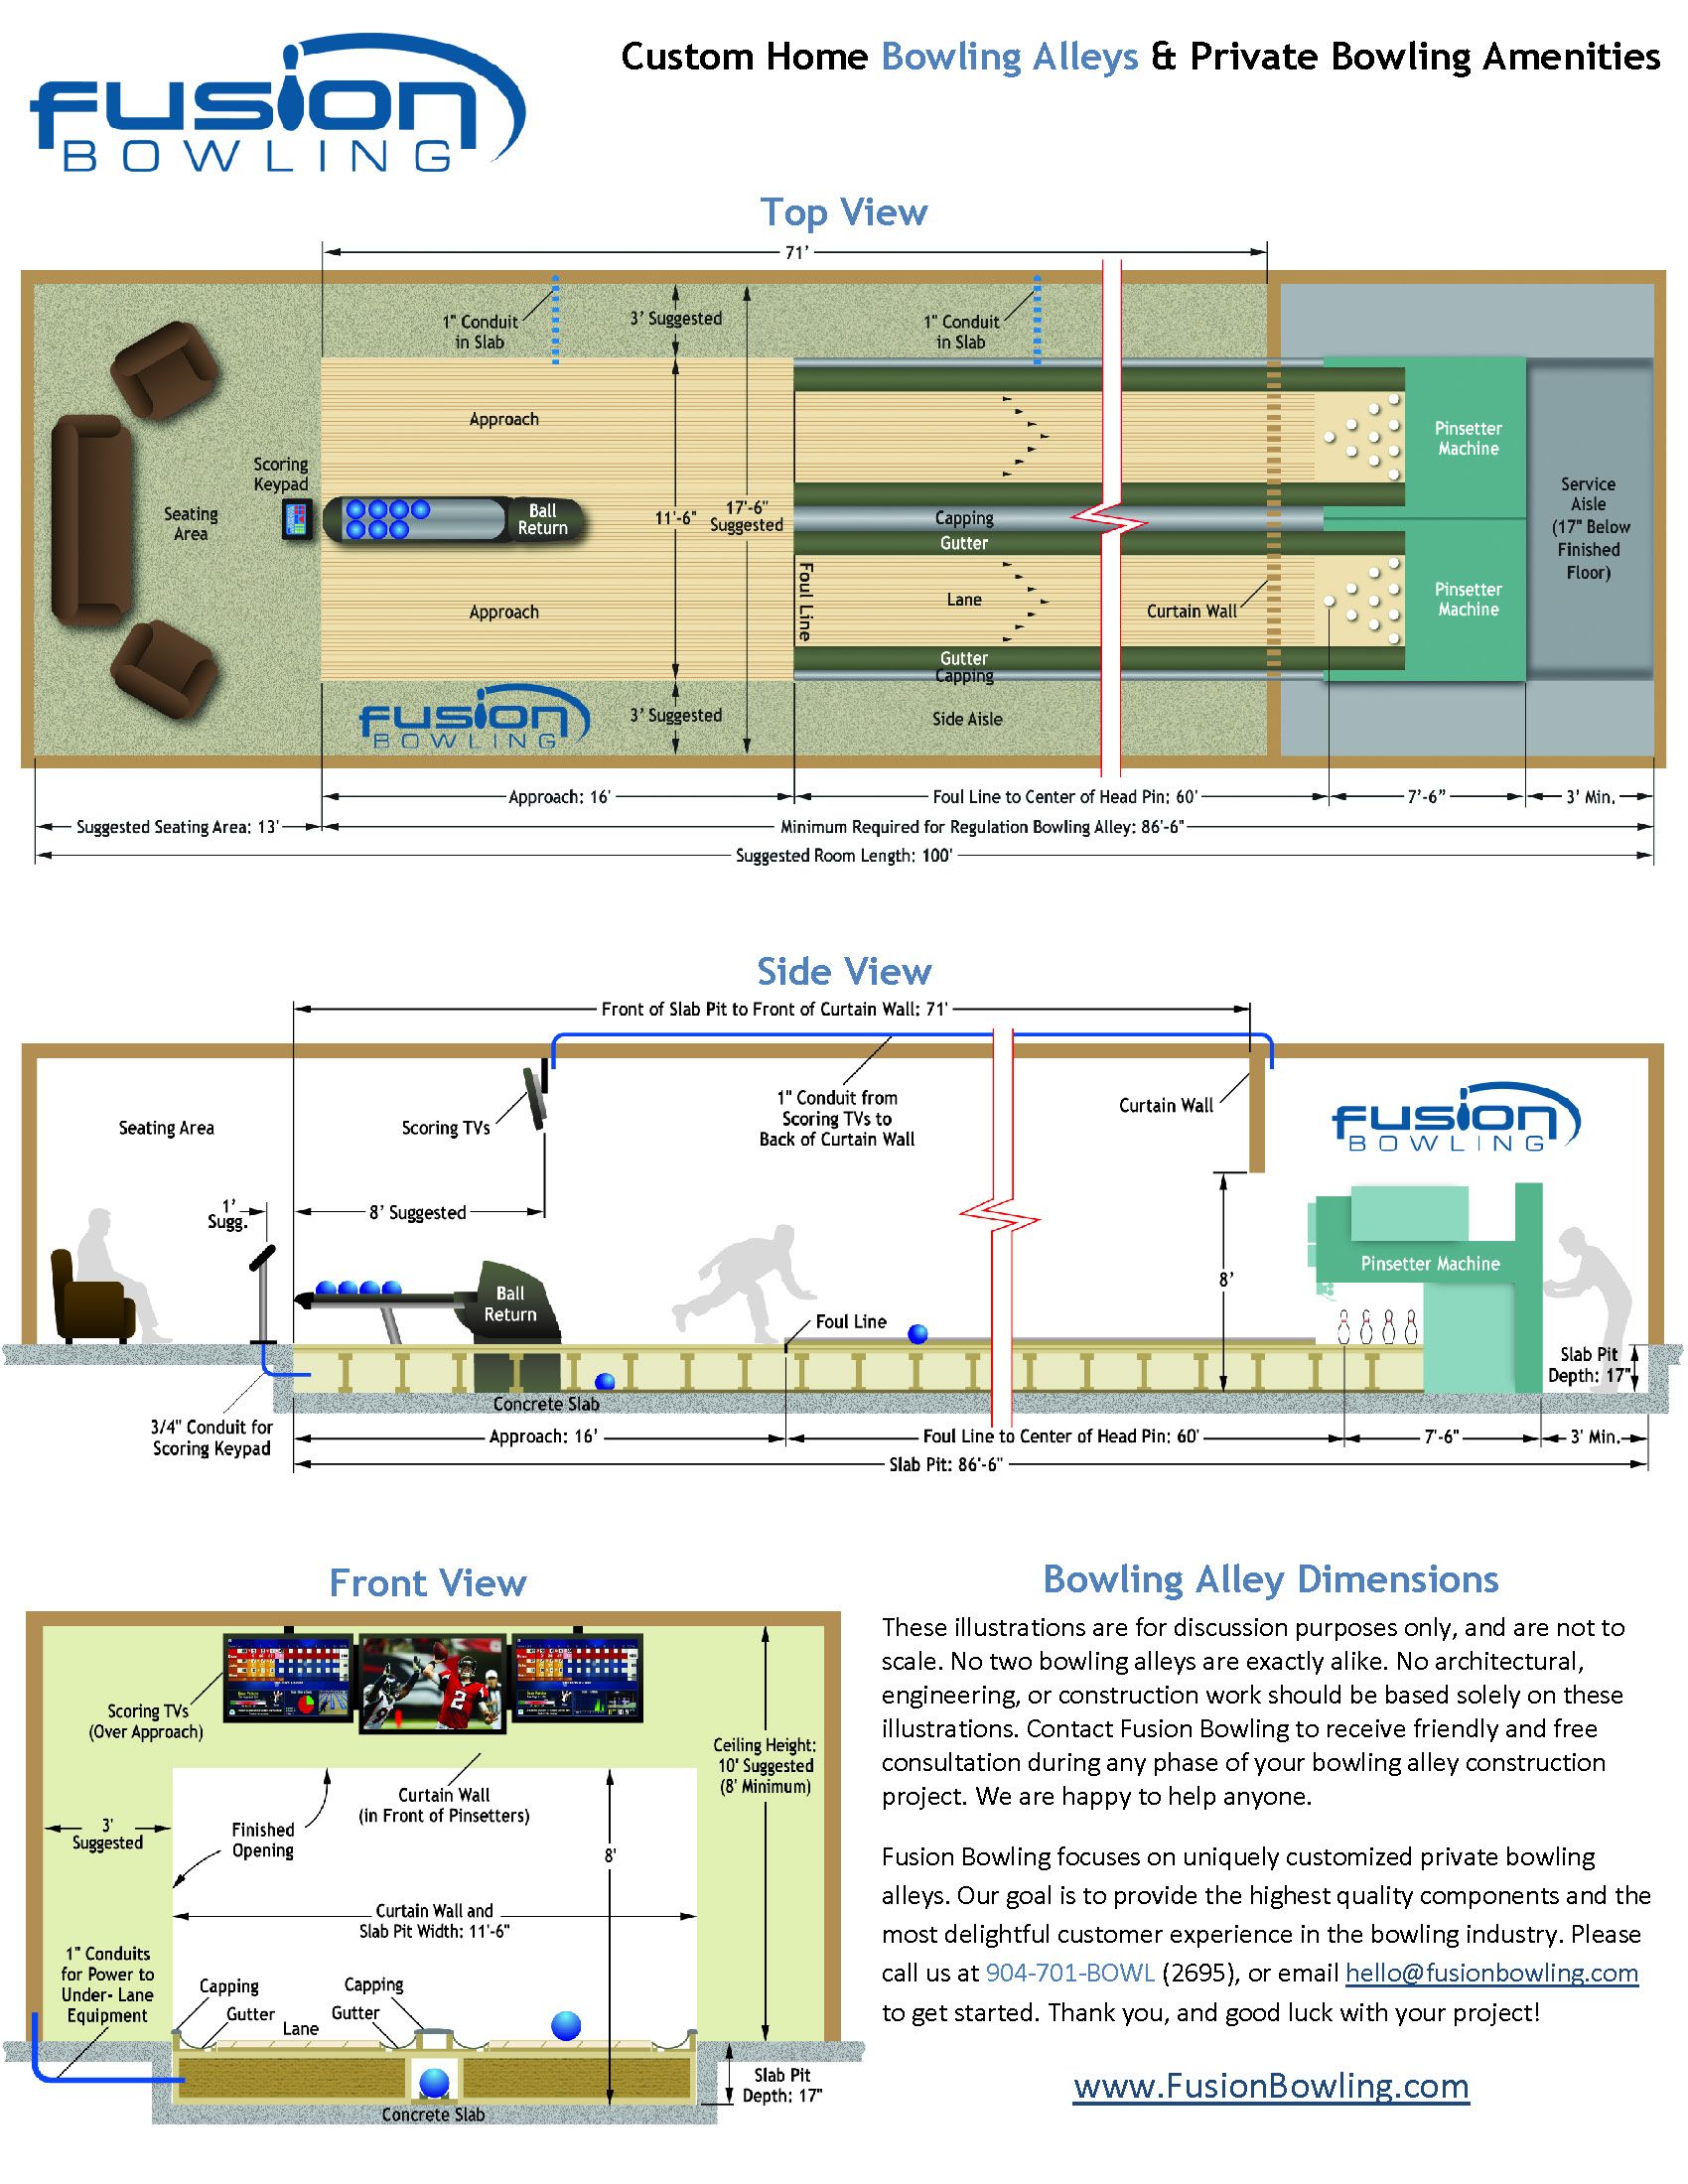 fusion
BOWLING
Custom Home Bowling Alleys & Private Bowling Amenities
Top View
71'
1" Conduit
in Slab
3' Suggested
1" Conduit
in Slab
Approach
Pinsetter
Machine
Scoring
Keypad
Seating
Area
Ball
Return
11'-6"
17'-6"
Suggested
Capping
Gutter
Service
Aisle
(17" Below
Finished
Floor)
Foul Line
Lane
Curtain Wall
Approach
Pinsetter
Machine
Gutter
Capping
fusion
BOWLING
3' Suggested
Side Aisle
Approach: 16'
Foul Line to Center of Head Pin: 60'
7'-6"
3' Min.
Suggested Seating Area: 13'
Minimum Required for Regulation Bowling Alley: 86'-6"
Suggested Room Length: 100'
Side View
Front of Slab Pit to Front of Curtain Wall: 71'
Seating Area
Scoring TVs
1" Conduit from
Scoring TVs to
Back of Curtain Wall
Curtain Wall
fusion
BOWLING
1'
Sugg.
8' Suggested
Pinsetter Machine
8'
Ball
Return
Foul Line
Slab Pit
Depth: 17"
Concrete Slab
3/4" Conduit for
Scoring Keypad
Approach: 16'
Foul Line to Center of Head Pin: 60'
7'-6"
3' Min.
Slab Pit: 86'-6"
Front View
Scoring TVs
(Over Approach)
2
Ceiling Height:
10' Suggested
(8' Minimum)
Curtain Wall
(in Front of Pinsetters)
3'
Suggested
Finished
Opening
8'
Curtain Wall and
Slab Pit Width: 11'-6"
1" Conduits
for Power to
Under- Lane
Equipment
Capping
Gutter
Lane
Gutter
Capping
Slab Pit
Depth: 17"
Concrete Slab
Bowling Alley Dimensions
These illustrations are for discussion purposes only, and are not to
scale. No two bowling alleys are exactly alike. No architectural,
engineering, or construction work should be based solely on these
illustrations. Contact Fusion Bowling to receive friendly and free
consultation during any phase of your bowling alley construction
project. We are happy to help anyone.
Fusion Bowling focuses on uniquely customized private bowling
alleys. Our goal is to provide the highest quality components and the
most delightful customer experience in the bowling industry. Please
call us at 904-701-BOWL (2695), or email hello@fusionbowling.com
to get started. Thank you, and good luck with your project!
www.FusionBowling.com